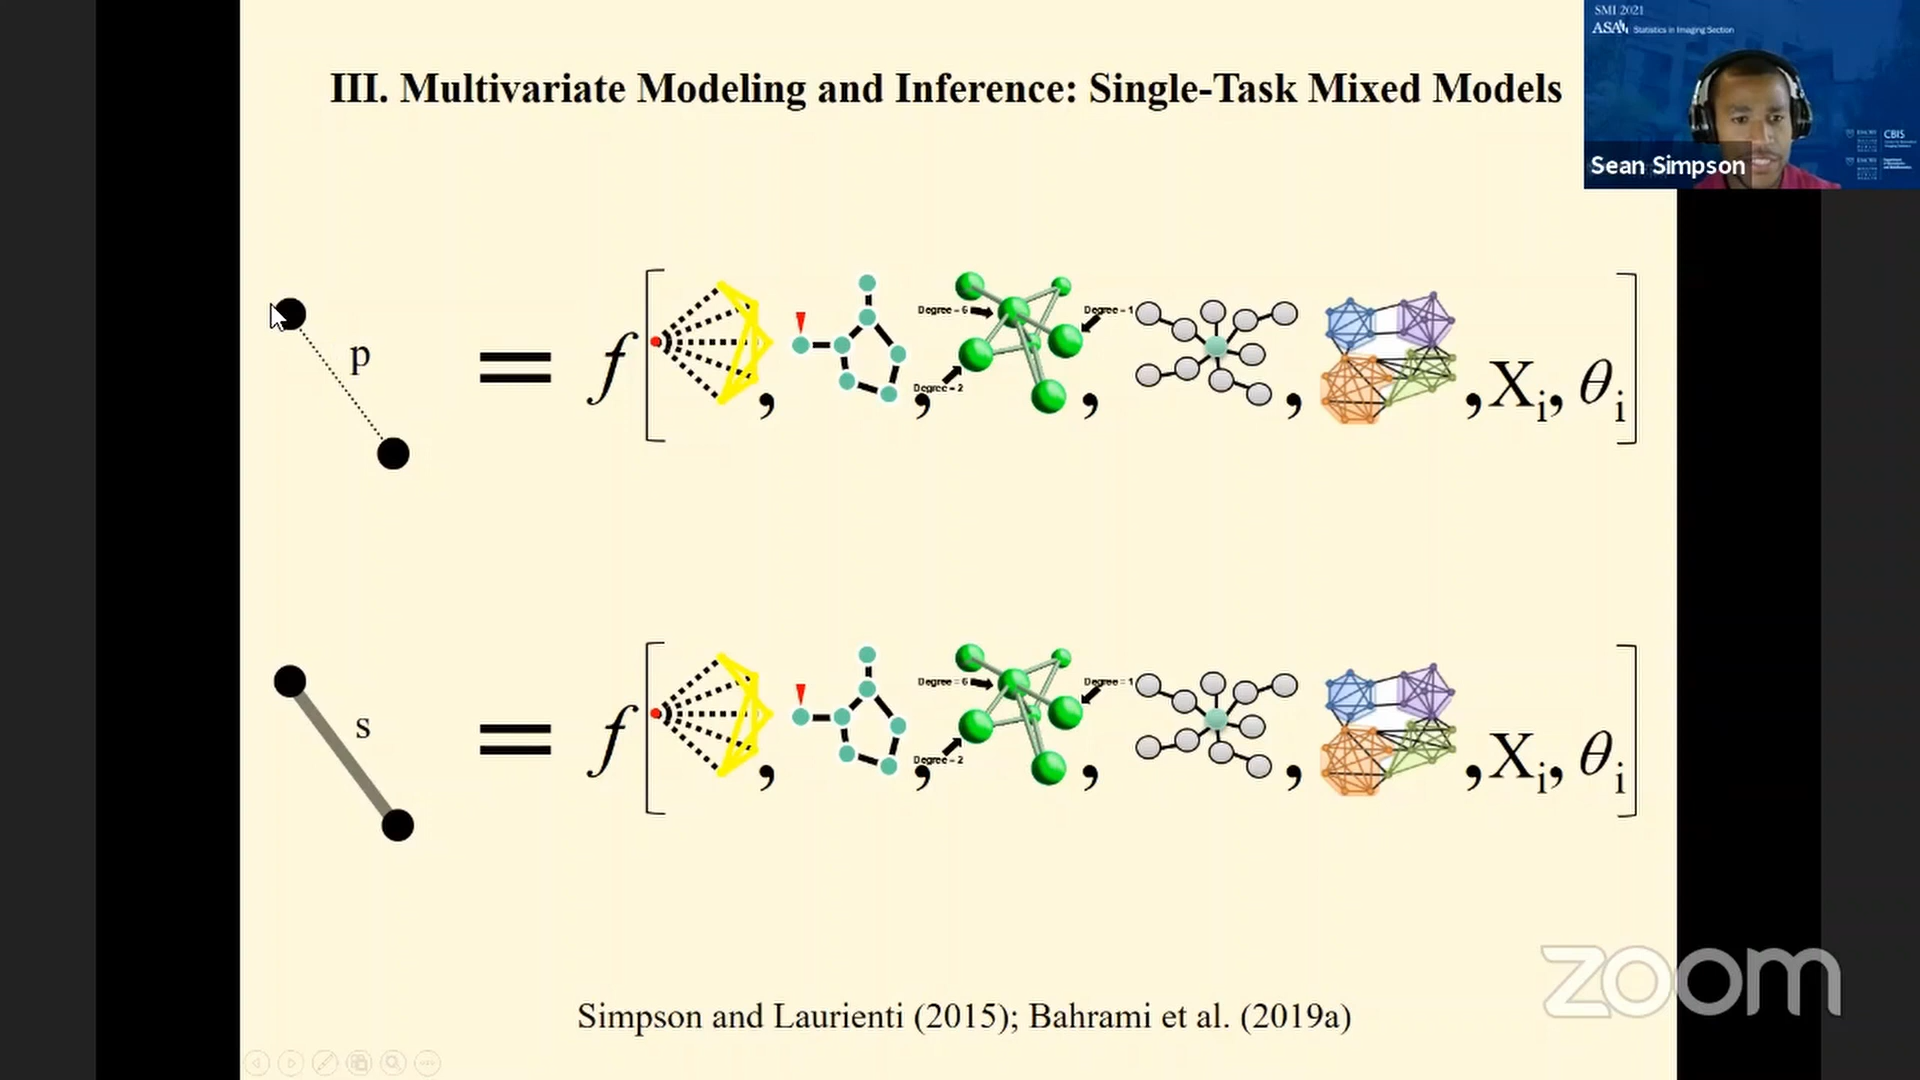 SMI 2021
ASA Statistics in Imaging Section
III. Multivariate Modeling and Inference: Single-Task Mixed Models
CBIS
Sean Simpson
p = f [ , Degree = 6 Degree = 1 Degree = 2 , , , , Xi, θi ]
s = f [ , Degree = 6 Degree = 1 Degree = 2 , , , , Xi, θi ]
Simpson and Laurienti (2015); Bahrami et al. (2019a)
zoom